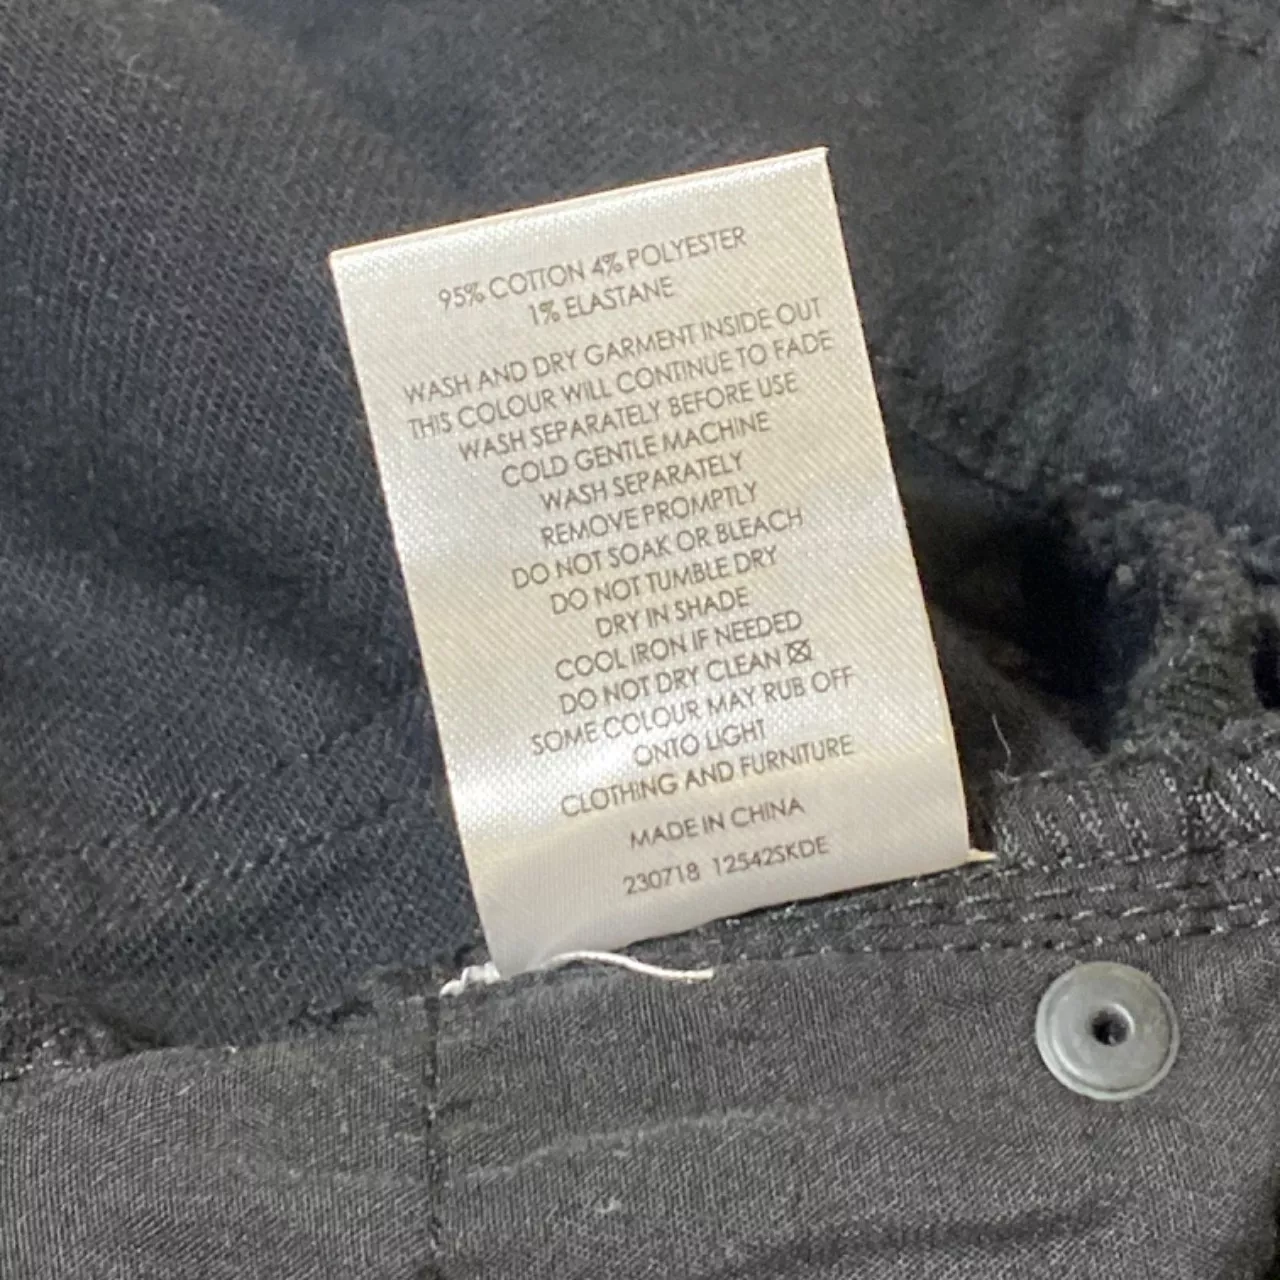 95% COTTON 4% POLYESTER
1% ELASTANE
WASH AND DRY GARMENT INSIDE OUT
THIS COLOUR WILL CONTINUE TO FADE
WASH SEPARATELY BEFORE USE
COLD GENTLE MACHINE
WASH SEPARATELY
REMOVE PROMPTLY
DO NOT SOAK OR BLEACH
DO NOT TUMBLE DRY
DRY IN SHADE
COOL IRON IF NEEDED
DO NOT DRY CLEAN
SOME COLOUR MAY RUB OFF
ONTO LIGHT
CLOTHING AND FURNITURE
MADE IN CHINA
230718 12542SKDE